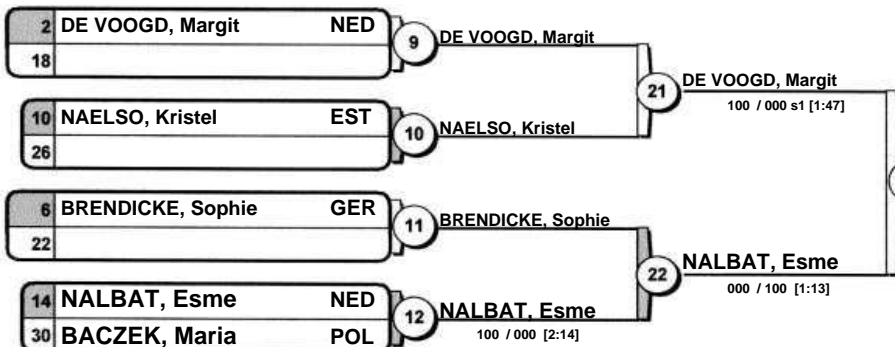 2 DE VOOGD, Margit NED
18
9 DE VOOGD, Margit
10 NAELSO, Kristel EST
26
10 NAELSO, Kristel
21 DE VOOGD, Margit
100 / 000 s1 [1:47]
6 BRENDICKE, Sophie GER
22
11 BRENDICKE, Sophie
14 NALBAT, Esme NED
30 BACZEK, Maria POL
12 NALBAT, Esme
100 / 000 [2:14]
22 NALBAT, Esme
000 / 100 [1:13]